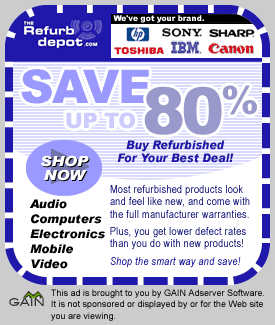 THE
Refurb
depot.COM
We've got your brand.
hp SONY SHARP
invent
TOSHIBA IBM Canon
SAVE
UP TO 80%
Buy Refurbished
For Your Best Deal!
SHOP
NOW
Audio
Computers
Electronics
Mobile
Video
Most refurbished products look
and feel like new, and come with
the full manufacturer warranties.
Plus, you get lower defect rates
than you do with new products!
Shop the smart way and save!
GAIN
This ad is brought to you by GAIN Adserver Software.
It is not sponsored or displayed by or for the Web site
you are viewing.